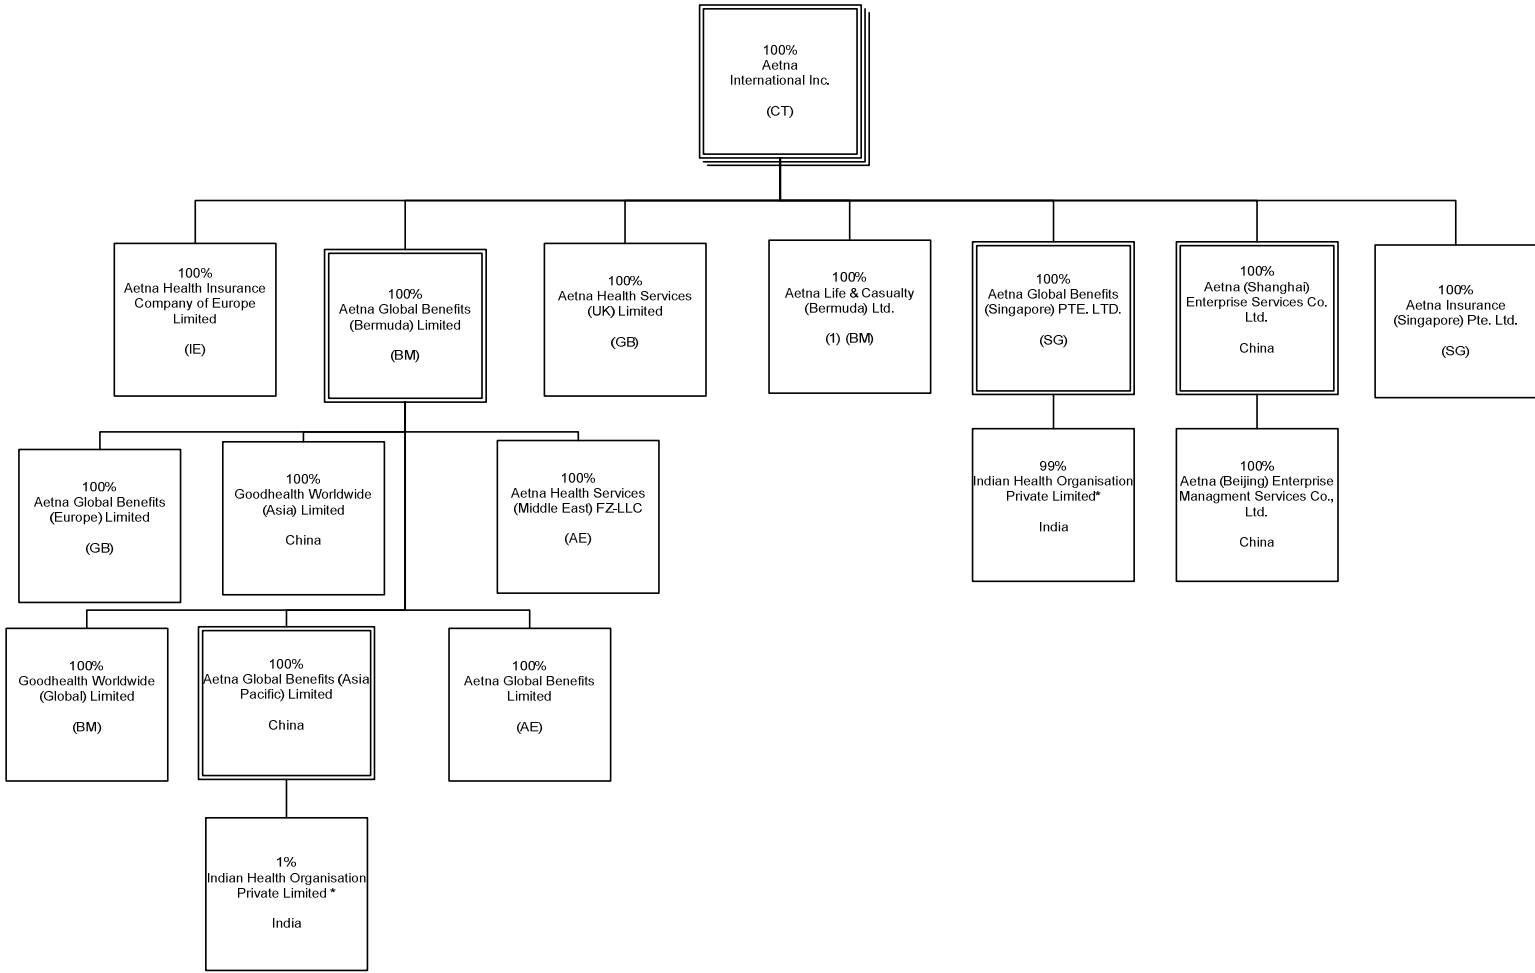 100%
Aetna
International Inc.
(CT)
100%
Aetna Health Insurance
Company of Europe
Limited
(IE)
100%
Aetna Global Benefits
(Bermuda) Limited
(BM)
100%
Aetna Health Services
(UK) Limited
(GB)
100%
Aetna Life & Casualty
(Bermuda) Ltd.
(1) (BM)
100%
Aetna Global Benefits
(Singapore) PTE. LTD.
(SG)
100%
Aetna (Shanghai)
Enterprise Services Co.
Ltd.
China
100%
Aetna Insurance
(Singapore) Pte. Ltd.
(SG)
100%
Aetna Global Benefits
(Europe) Limited
(GB)
100%
Goodhealth Worldwide
(Asia) Limited
China
100%
Aetna Health Services
(Middle East) FZ-LLC
(AE)
99%
Indian Health Organisation
Private Limited*
India
100%
Aetna (Beijing) Enterprise
Managment Services Co.,
Ltd.
China
100%
Goodhealth Worldwide
(Global) Limited
(BM)
100%
Aetna Global Benefits (Asia
Pacific) Limited
China
100%
Aetna Global Benefits
Limited
(AE)
1%
Indian Health Organisation
Private Limited *
India